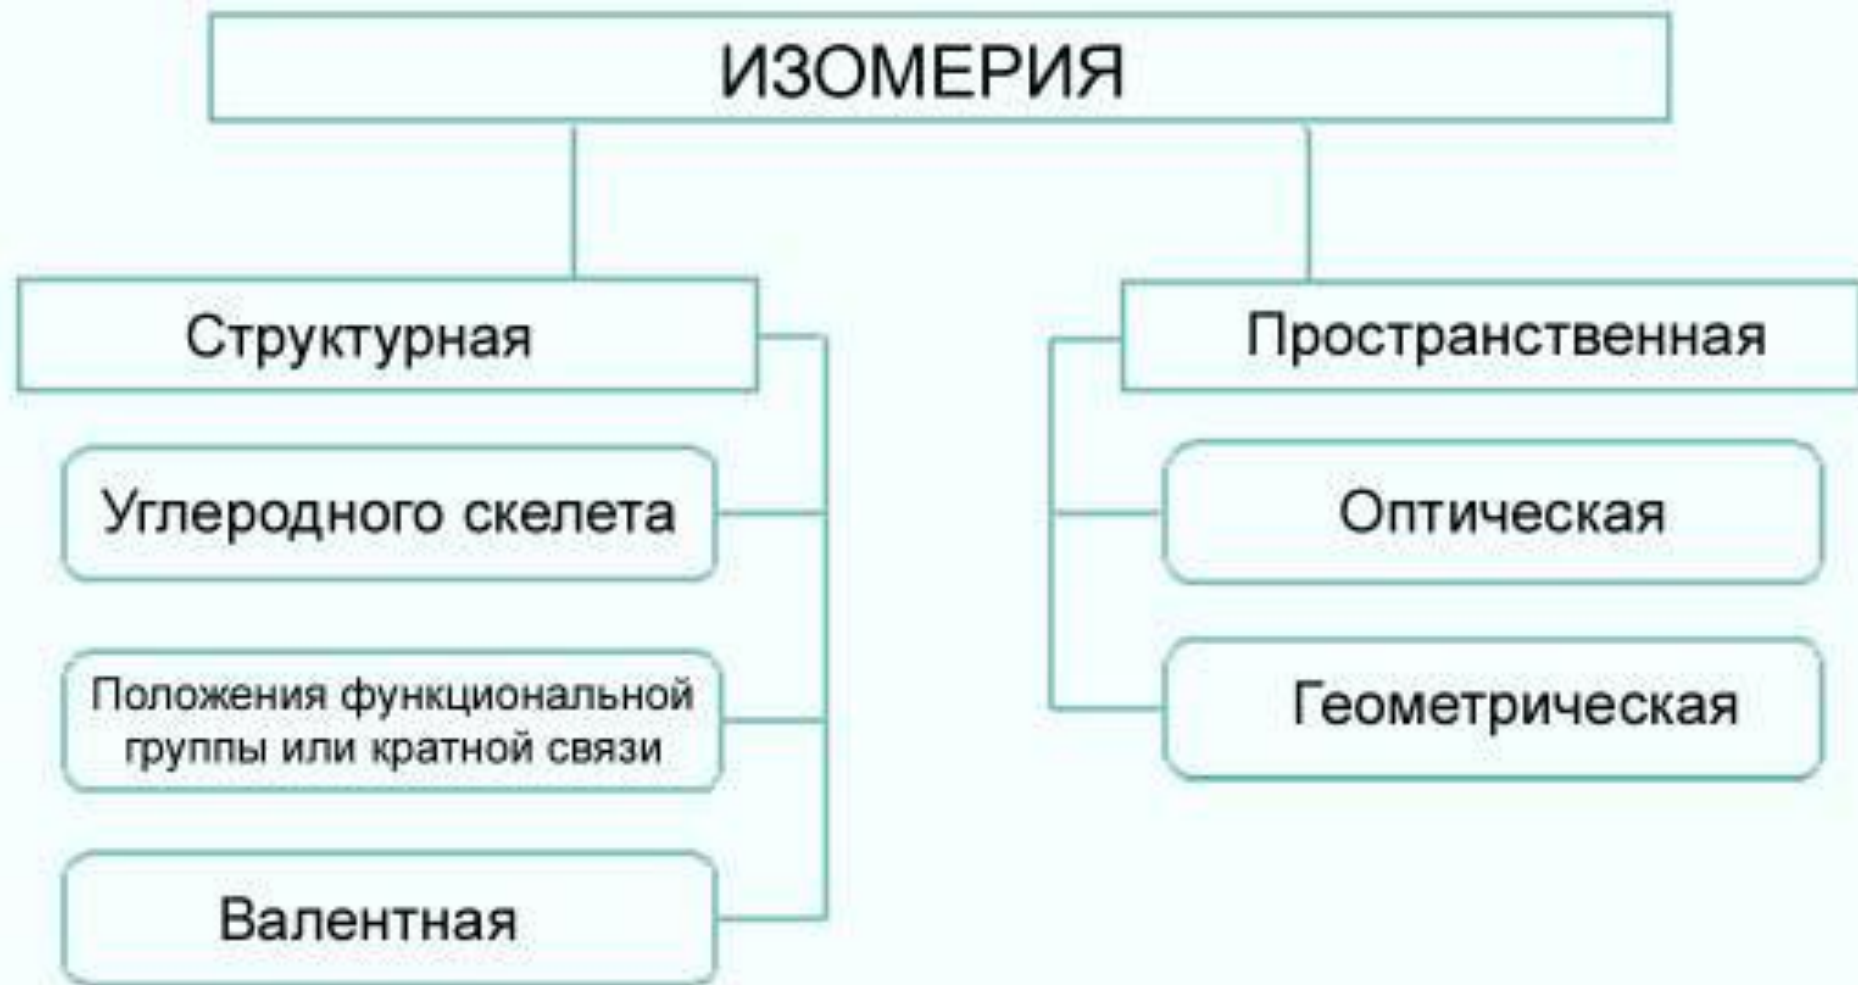 ИЗОМЕРИЯ
Структурная
Углеродного скелета
Положения функциональной
группы или кратной связи
Валентная
Пространственная
Оптическая
Геометрическая